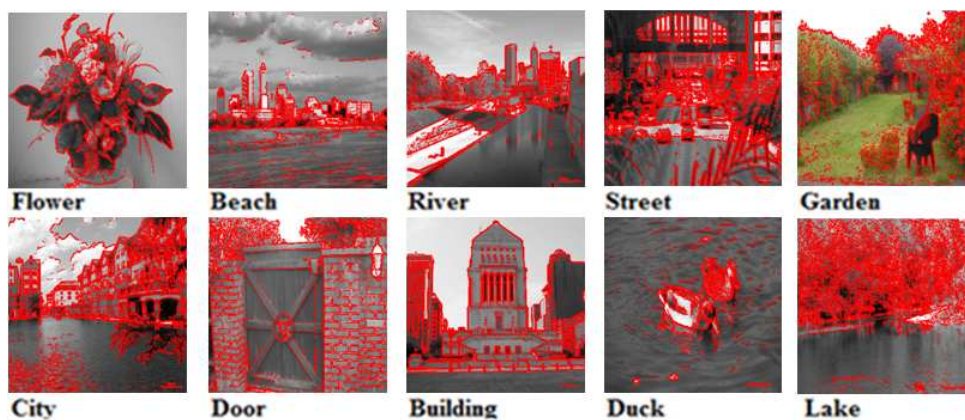 Flower
Beach
River
Street
Garden
City
Door
Building
Duck
Lake